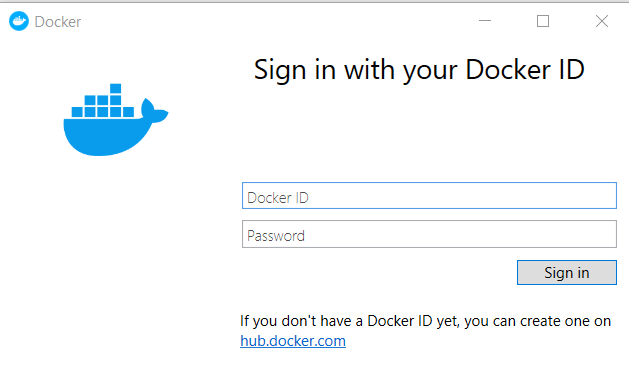 Docker
Sign in with your Docker ID
Docker ID
Password
Sign in
If you don't have a Docker ID yet, you can create one on
hub.docker.com